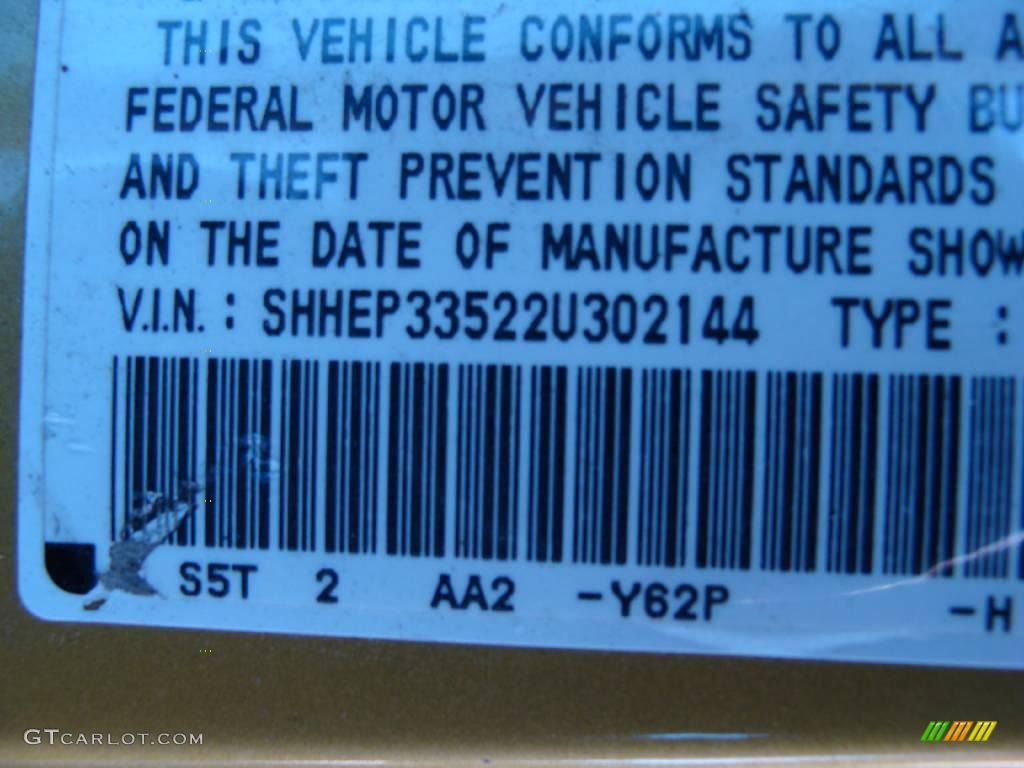 THIS VEHICLE CONFORMS TO ALL A
FEDERAL MOTOR VEHICLE SAFETY BU
AND THEFT PREVENTION STANDARDS
ON THE DATE OF MANUFACTURE SHOW
V.I.N. : SHHEP33522U302144 TYPE :
S5T 2 AA2 -Y62P -H
GTCARLOT.COM